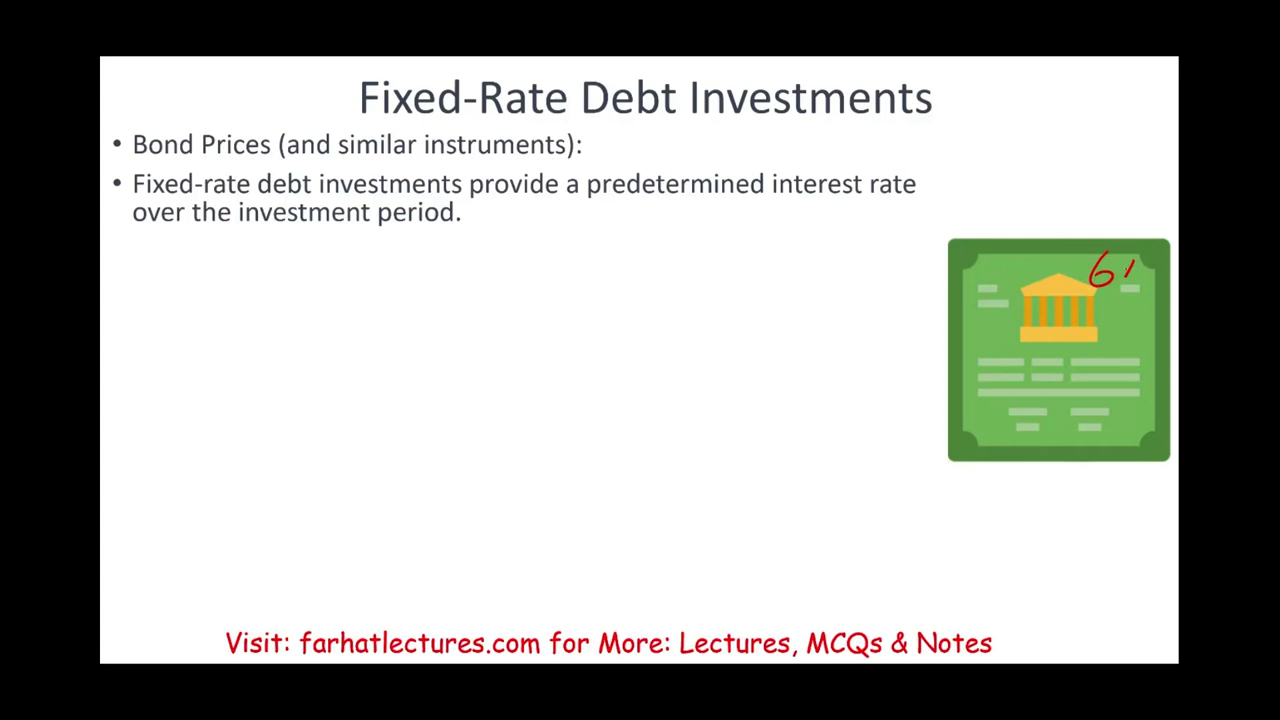 Fixed-Rate Debt Investments
• Bond Prices (and similar instruments):
• Fixed-rate debt investments provide a predetermined interest rate
over the investment period.
6
Visit: farhatlectures.com for More: Lectures, MCQs & Notes